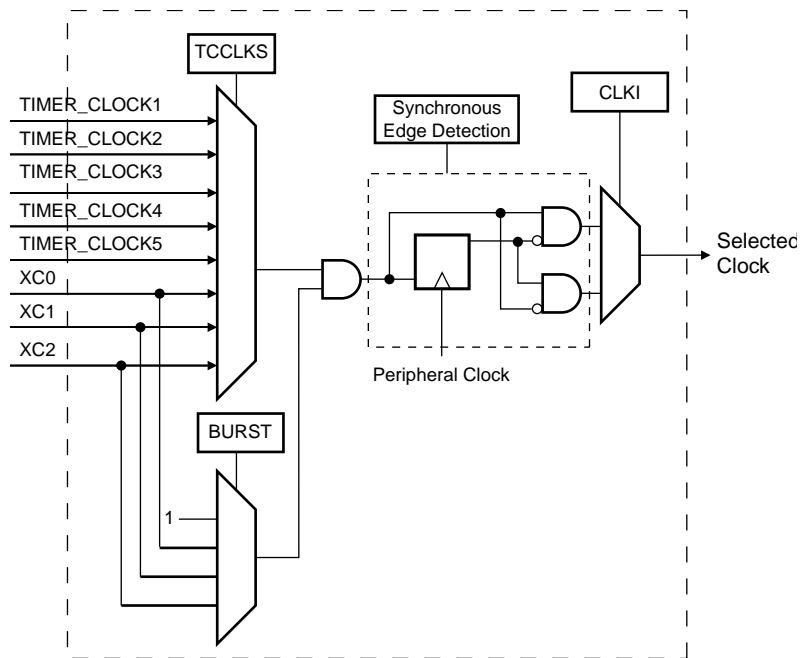 TCCLKS
TIMER_CLOCK1
TIMER_CLOCK2
TIMER_CLOCK3
TIMER_CLOCK4
TIMER_CLOCK5
XC0
XC1
XC2
Synchronous
Edge Detection
CLKI
Selected
Clock
Peripheral Clock
BURST
1